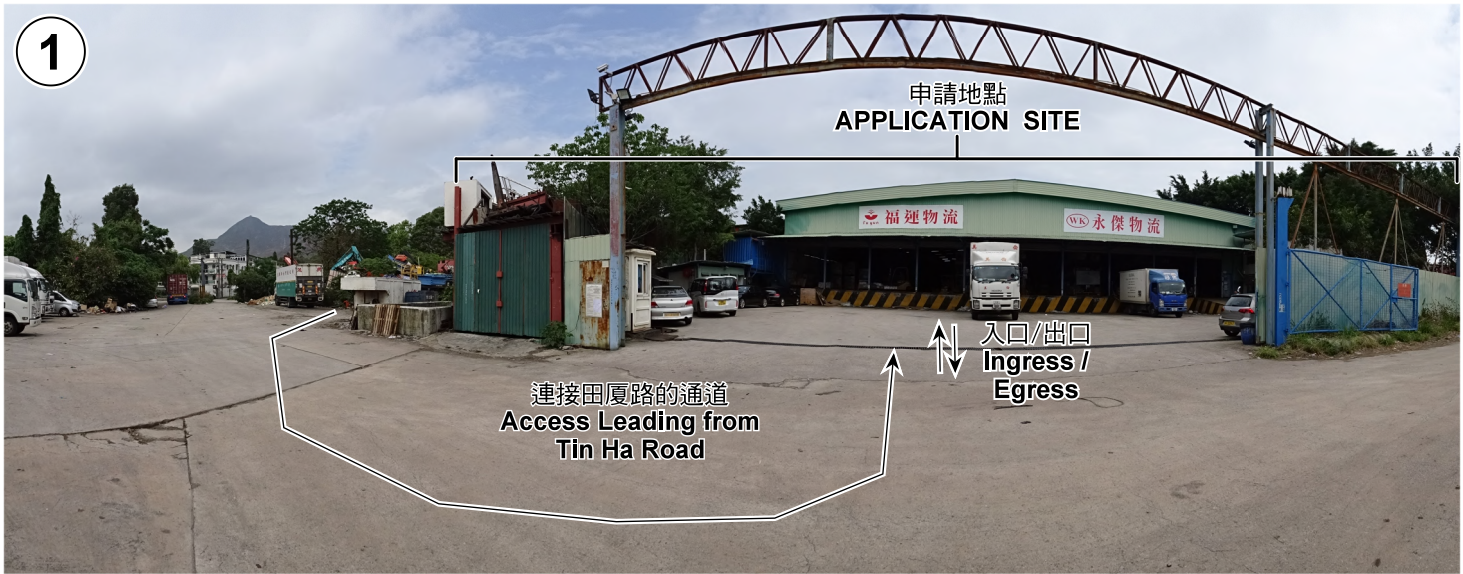 1
申請地點
APPLICATION SITE
福運物流
WK 永傑物流
入口/出口
Ingress /
Egress
連接田厦路的通道
Access Leading from
Tin Ha Road